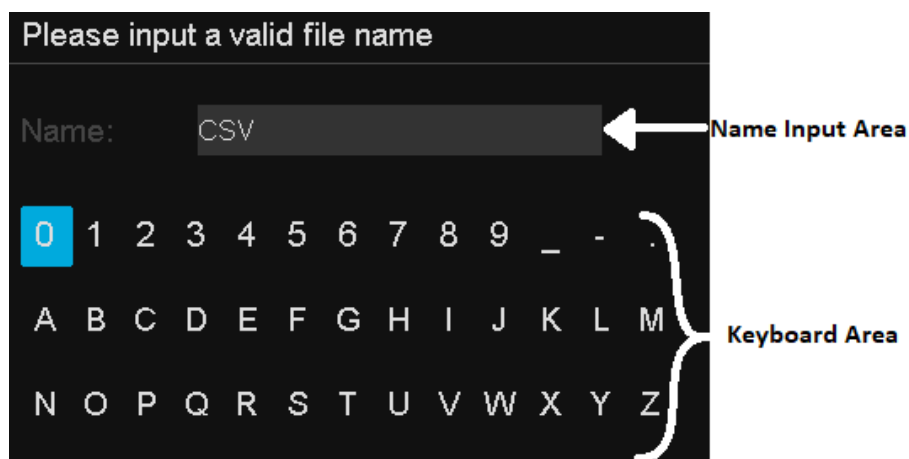 Please input a valid file name
Name: CSV
Name Input Area
0 1 2 3 4 5 6 7 8 9 _ - .
A B C D E F G H I J K L M
Keyboard Area
N O P Q R S T U V W X Y Z